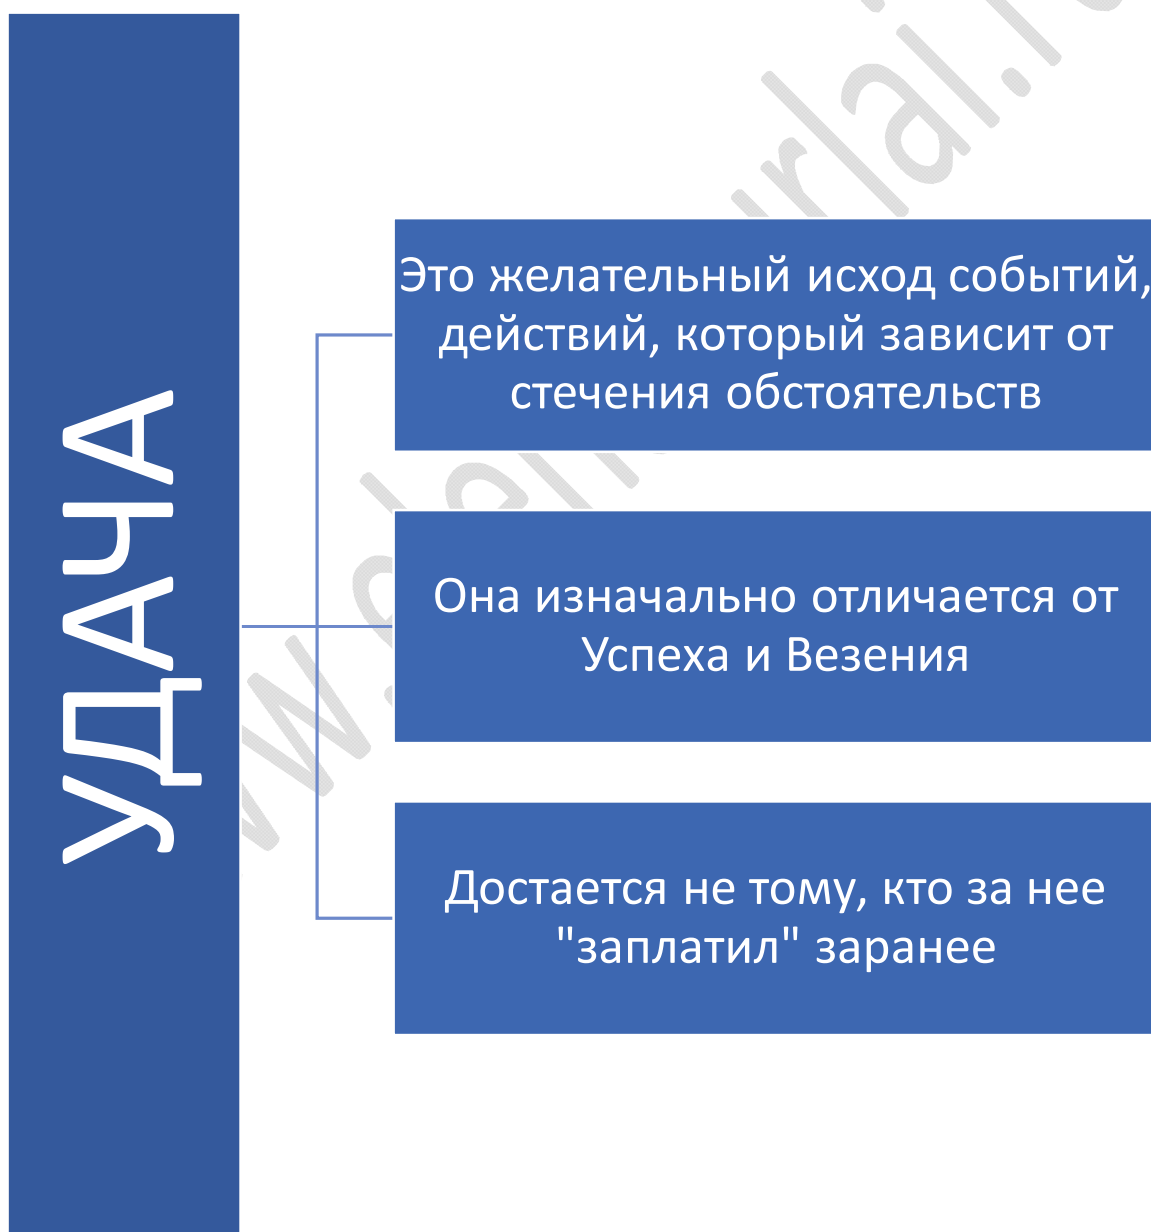 УДАЧА
Это желательный исход событий,
действий, который зависит от
стечения обстоятельств
Она изначально отличается от
Успеха и Везения
Достается не тому, кто за нее
"заплатил" заранее